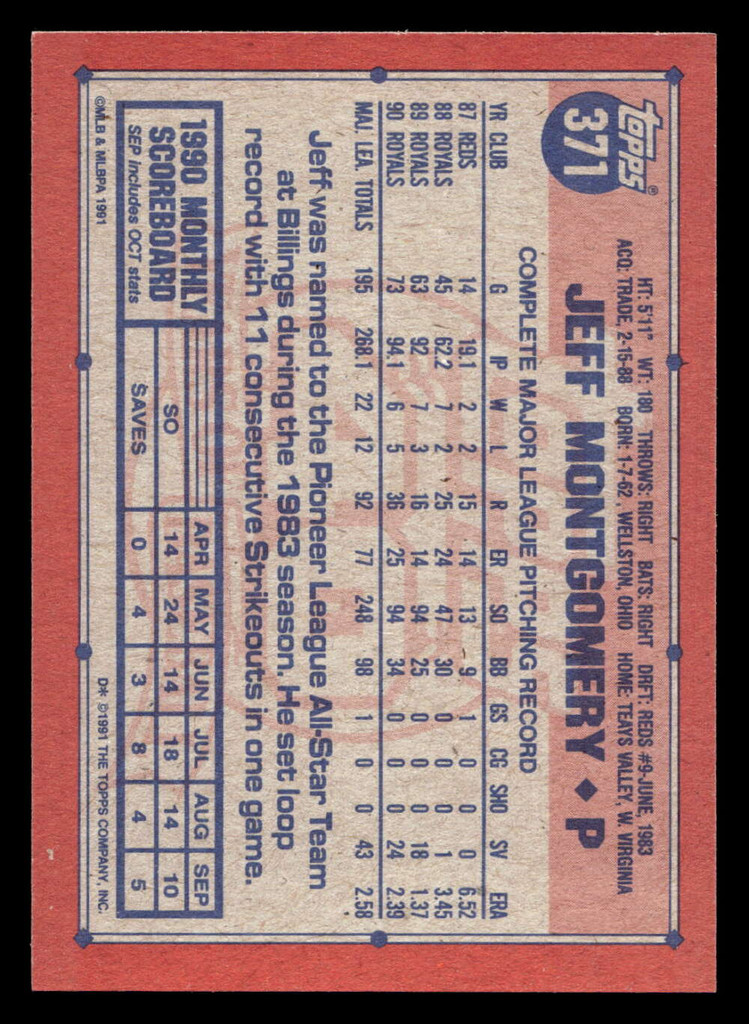 Topps®
371
HT: 5'11" WT: 180 THROWS: RIGHT BATS: RIGHT DRFT: REDS #9-JUNE, 1983
ACQ: TRADE, 2-15-88 BORN: 1-7-62, WELLSTON, OHIO HOME: TEAYS VALLEY, W. VIRGINIA
JEFF MONTGOMERY ◆ P
COMPLETE MAJOR LEAGUE PITCHING RECORD
YR CLUB G IP W L R ER SO BB GS CG SHO SV ERA
87 REDS 14 19.1 2 2 15 14 13 9 1 0 0 0 6.52
88 ROYALS 45 62.2 7 2 25 24 47 30 0 0 0 1 3.45
89 ROYALS 63 92 7 3 16 14 94 25 0 0 0 18 1.37
90 ROYALS 73 94.1 6 5 36 25 94 34 0 0 0 24 2.39
MAJ. LEA. TOTALS 195 268.1 22 12 92 77 248 98 1 0 0 43 2.58
Jeff was named to the Pioneer League All-Star Team
at Billings during the 1983 season. He set loop
record with 11 consecutive Strikeouts in one game.
1990 MONTHLY
SCOREBOARD
SEP includes OCT stats
APR MAY JUN JUL AUG SEP
SO 14 24 14 18 14 10
SAVES 0 4 3 8 4 5
©MLB & MLBPA 1991
D* ©1991 THE TOPPS COMPANY, INC.